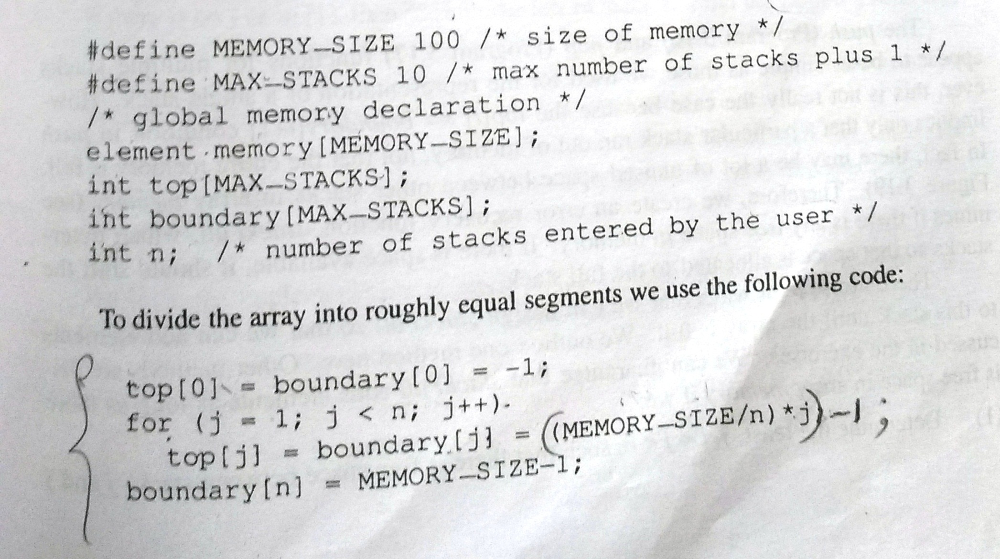 #define MEMORY_SIZE 100 /* size of memory */
#define MAX_STACKS 10 /* max number of stacks plus 1 */
/* global memory declaration */
element memory[MEMORY_SIZE];
int top[MAX_STACKS];
int boundary[MAX_STACKS];
int n; /* number of stacks entered by the user */
To divide the array into roughly equal segments we use the following code:
top[0] = boundary[0] = -1;
for (j = 1; j < n; j++)
top[j] = boundary[j] = ((MEMORY_SIZE/n)*j)-1;
boundary[n] = MEMORY_SIZE-1;